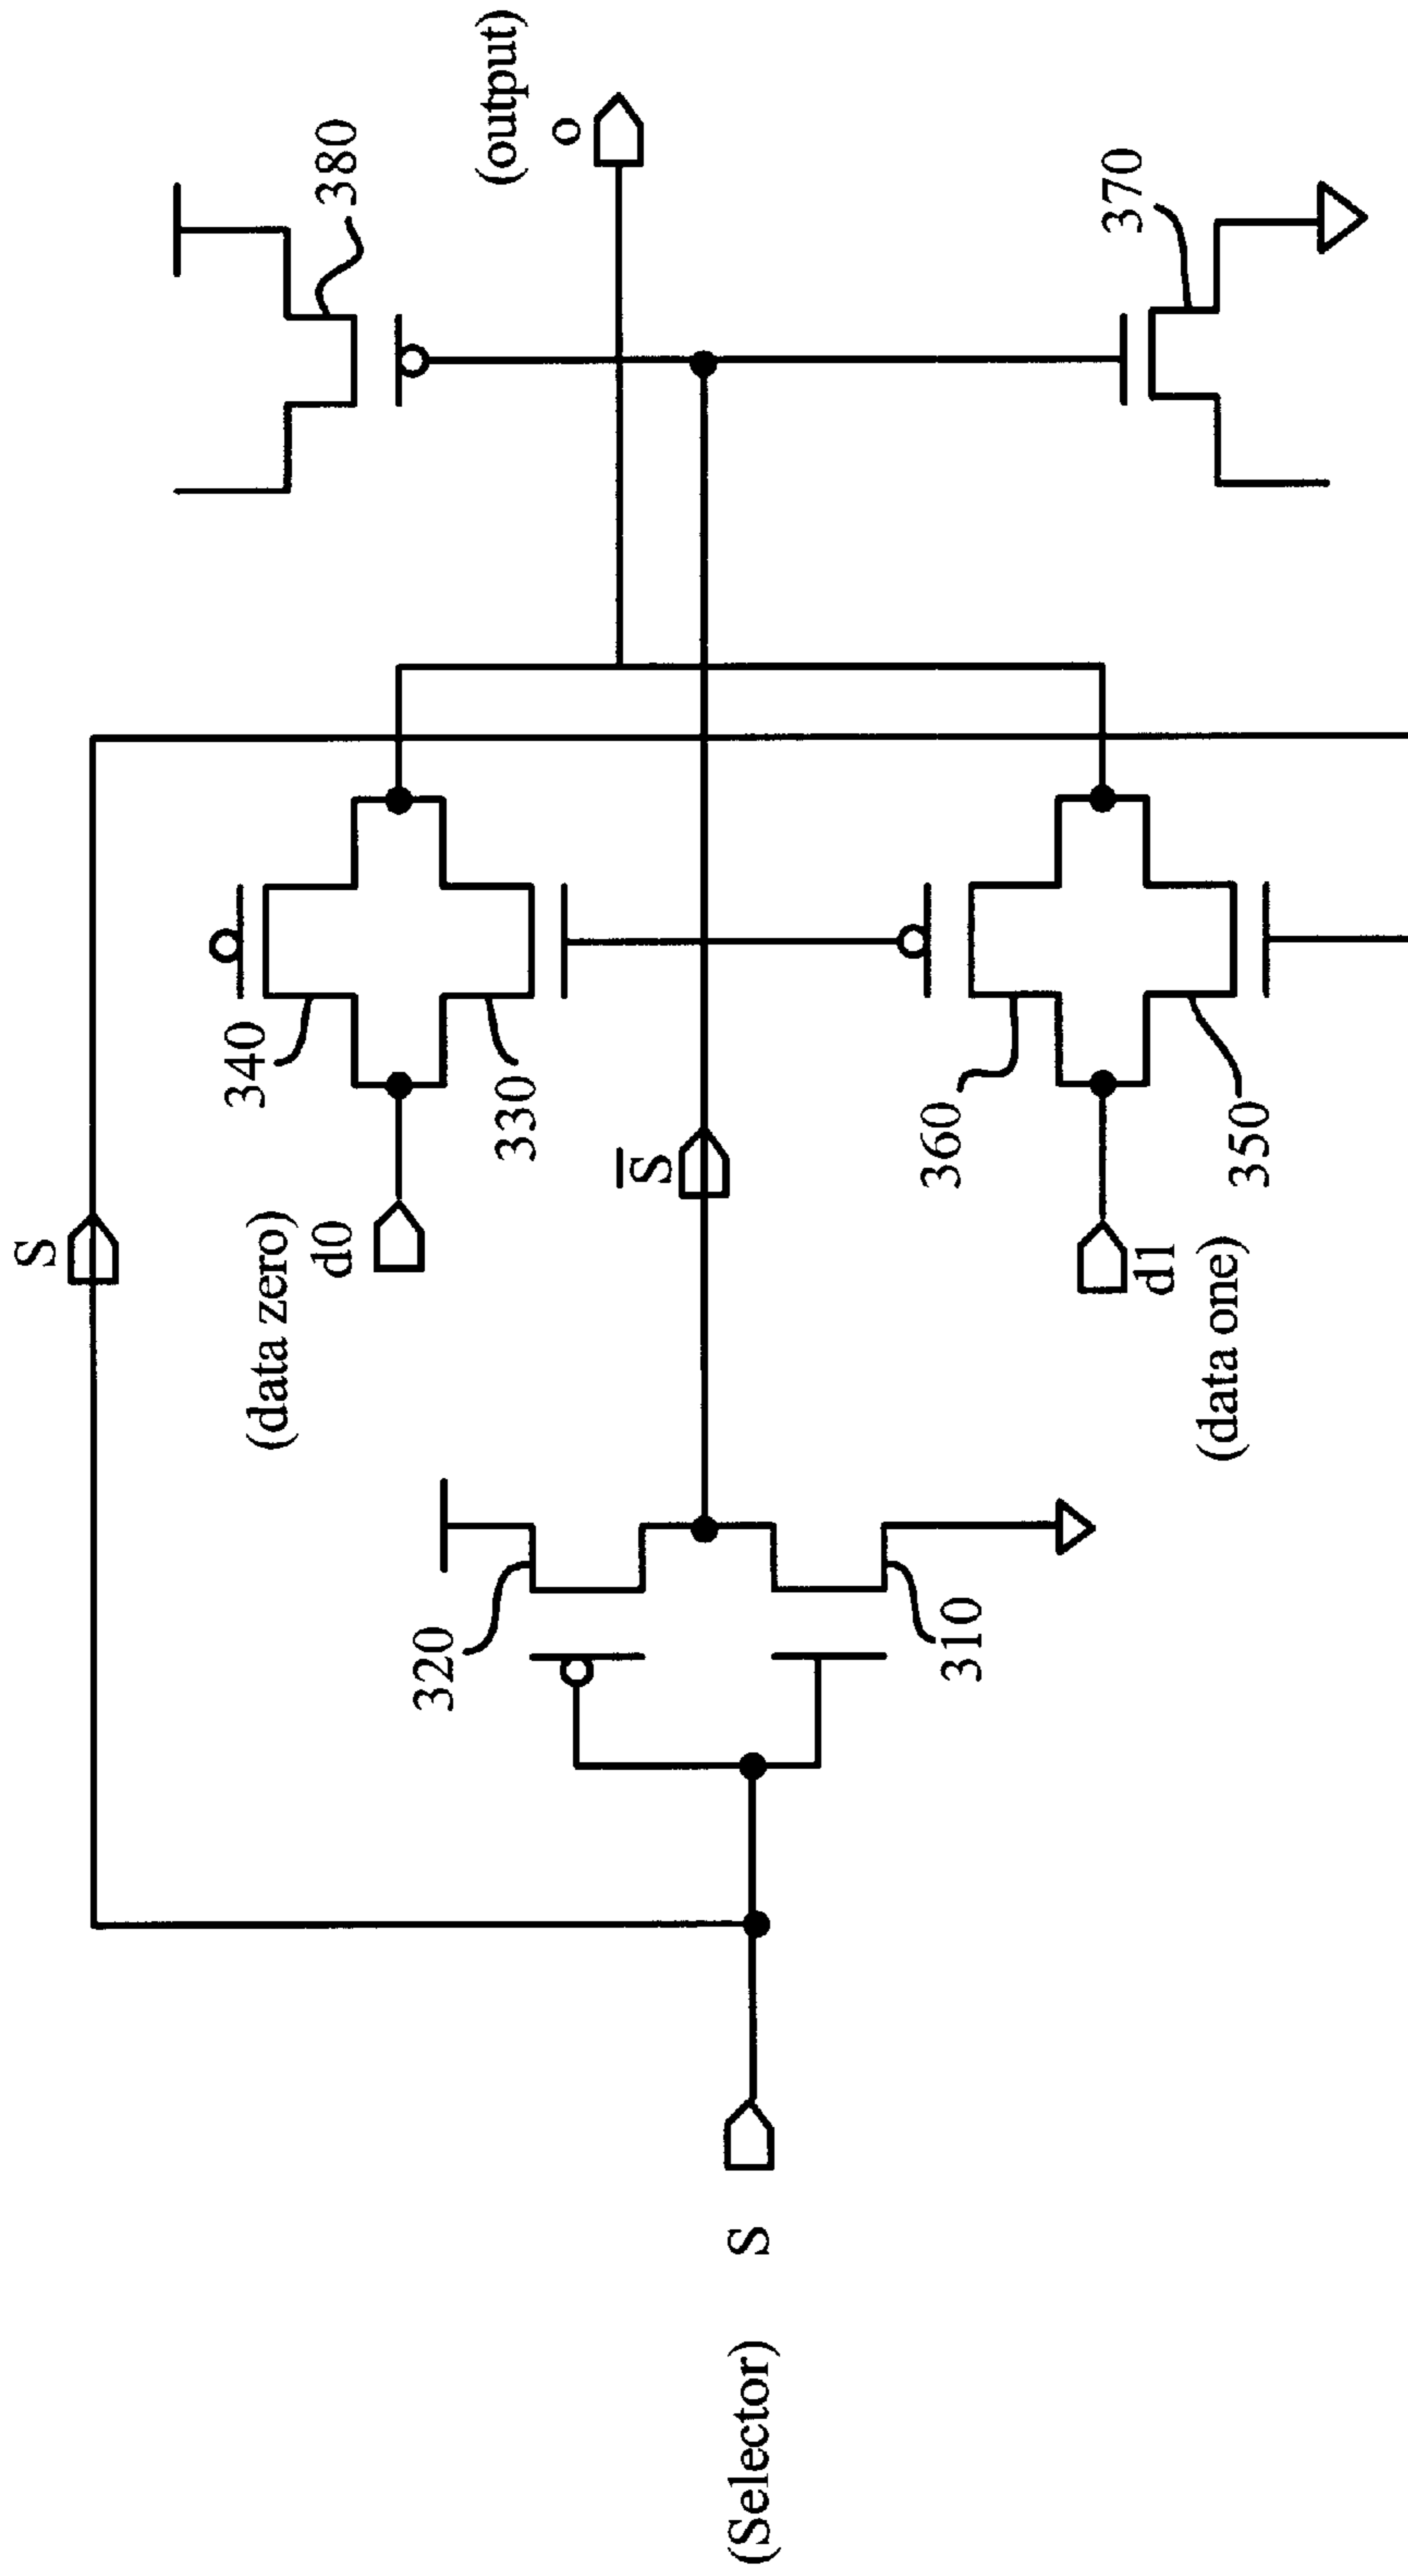 (Selector)
S
S
320
310
S̅
(data zero)
d0
340
330
d1
(data one)
360
350
380
(output)
o
370